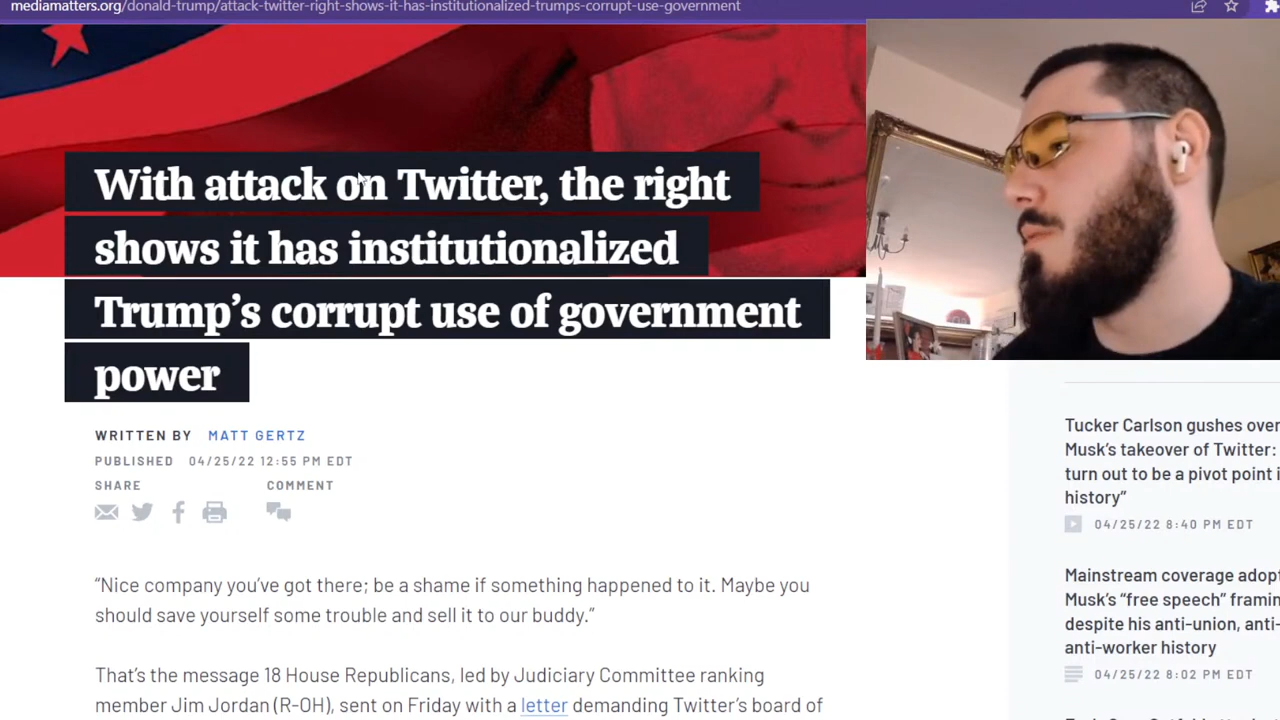 mediamatters.org/donald-trump/attack-twitter-right-shows-it-has-institutionalized-trumps-corrupt-use-government
With attack on Twitter, the right
shows it has institutionalized
Trump’s corrupt use of government
power
WRITTEN BY MATT GERTZ
PUBLISHED 04/25/22 12:55 PM EDT
SHARE COMMENT
“Nice company you’ve got there; be a shame if something happened to it. Maybe you
should save yourself some trouble and sell it to our buddy.”
That’s the message 18 House Republicans, led by Judiciary Committee ranking
member Jim Jordan (R-OH), sent on Friday with a letter demanding Twitter’s board of
Tucker Carlson gushes over
Musk’s takeover of Twitter:
turn out to be a pivot point i
history”
04/25/22 8:40 PM EDT
Mainstream coverage adopt
Musk’s “free speech” framin
despite his anti-union, anti-
anti-worker history
04/25/22 8:02 PM EDT